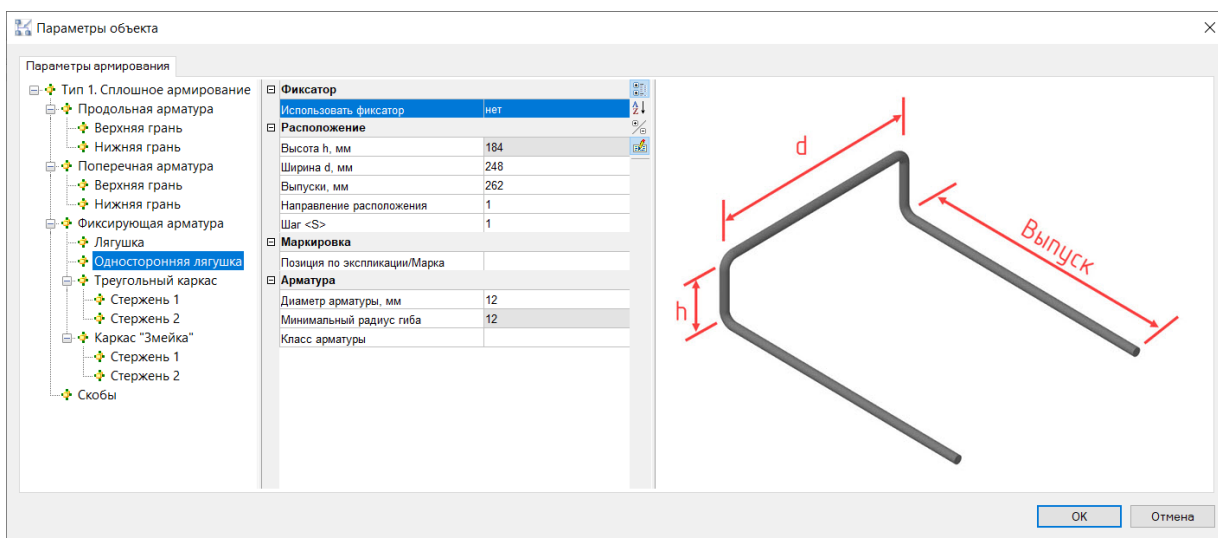 Параметры объекта
Параметры армирования
Тип 1. Сплошное армирование
Продольная арматура
Верхняя грань
Нижняя грань
Поперечная арматура
Верхняя грань
Нижняя грань
Фиксирующая арматура
Лягушка
Односторонняя лягушка
Треугольный каркас
Стержень 1
Стержень 2
Каркас "Змейка"
Стержень 1
Стержень 2
Скобы
Фиксатор
Использовать фиксатор нет
Расположение
Высота h, мм 184
Ширина d, мм 248
Выпуски, мм 262
Направление расположения 1
Шаг <S> 1
Маркировка
Позиция по экспликации/Марка
Арматура
Диаметр арматуры, мм 12
Минимальный радиус гиба 12
Класс арматуры
d
Выпуск
h
OK Отмена